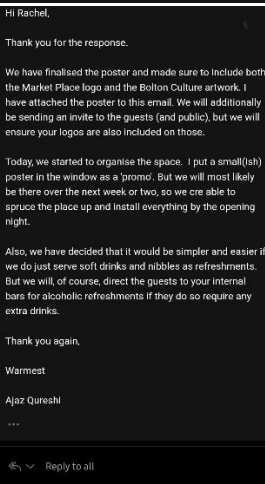 Hi Rachel,
Thank you for the response.
We have finalised the poster and made sure to include both
the Market Place logo and the Bolton Culture artwork. I
have attached the poster to this email. We will additionally
be sending an invite to the guests (and public), but we will
ensure your logos are also included on those.
Today, we started to organise the space.  I put a small(ish)
poster in the window as a 'promo'. But we will most likely
be there over the next week or two, so we cre able to
spruce the place up and install everything by the opening
night.
Also, we have decided that it would be simpler and easier if
we do just serve soft drinks and nibbles as refreshments.
But we will, of course, direct the guests to your internal
bars for alcoholic refreshments if they do so require any
extra drinks.
Thank you again,
Warmest
Ajaz Qureshi
...
Reply to all